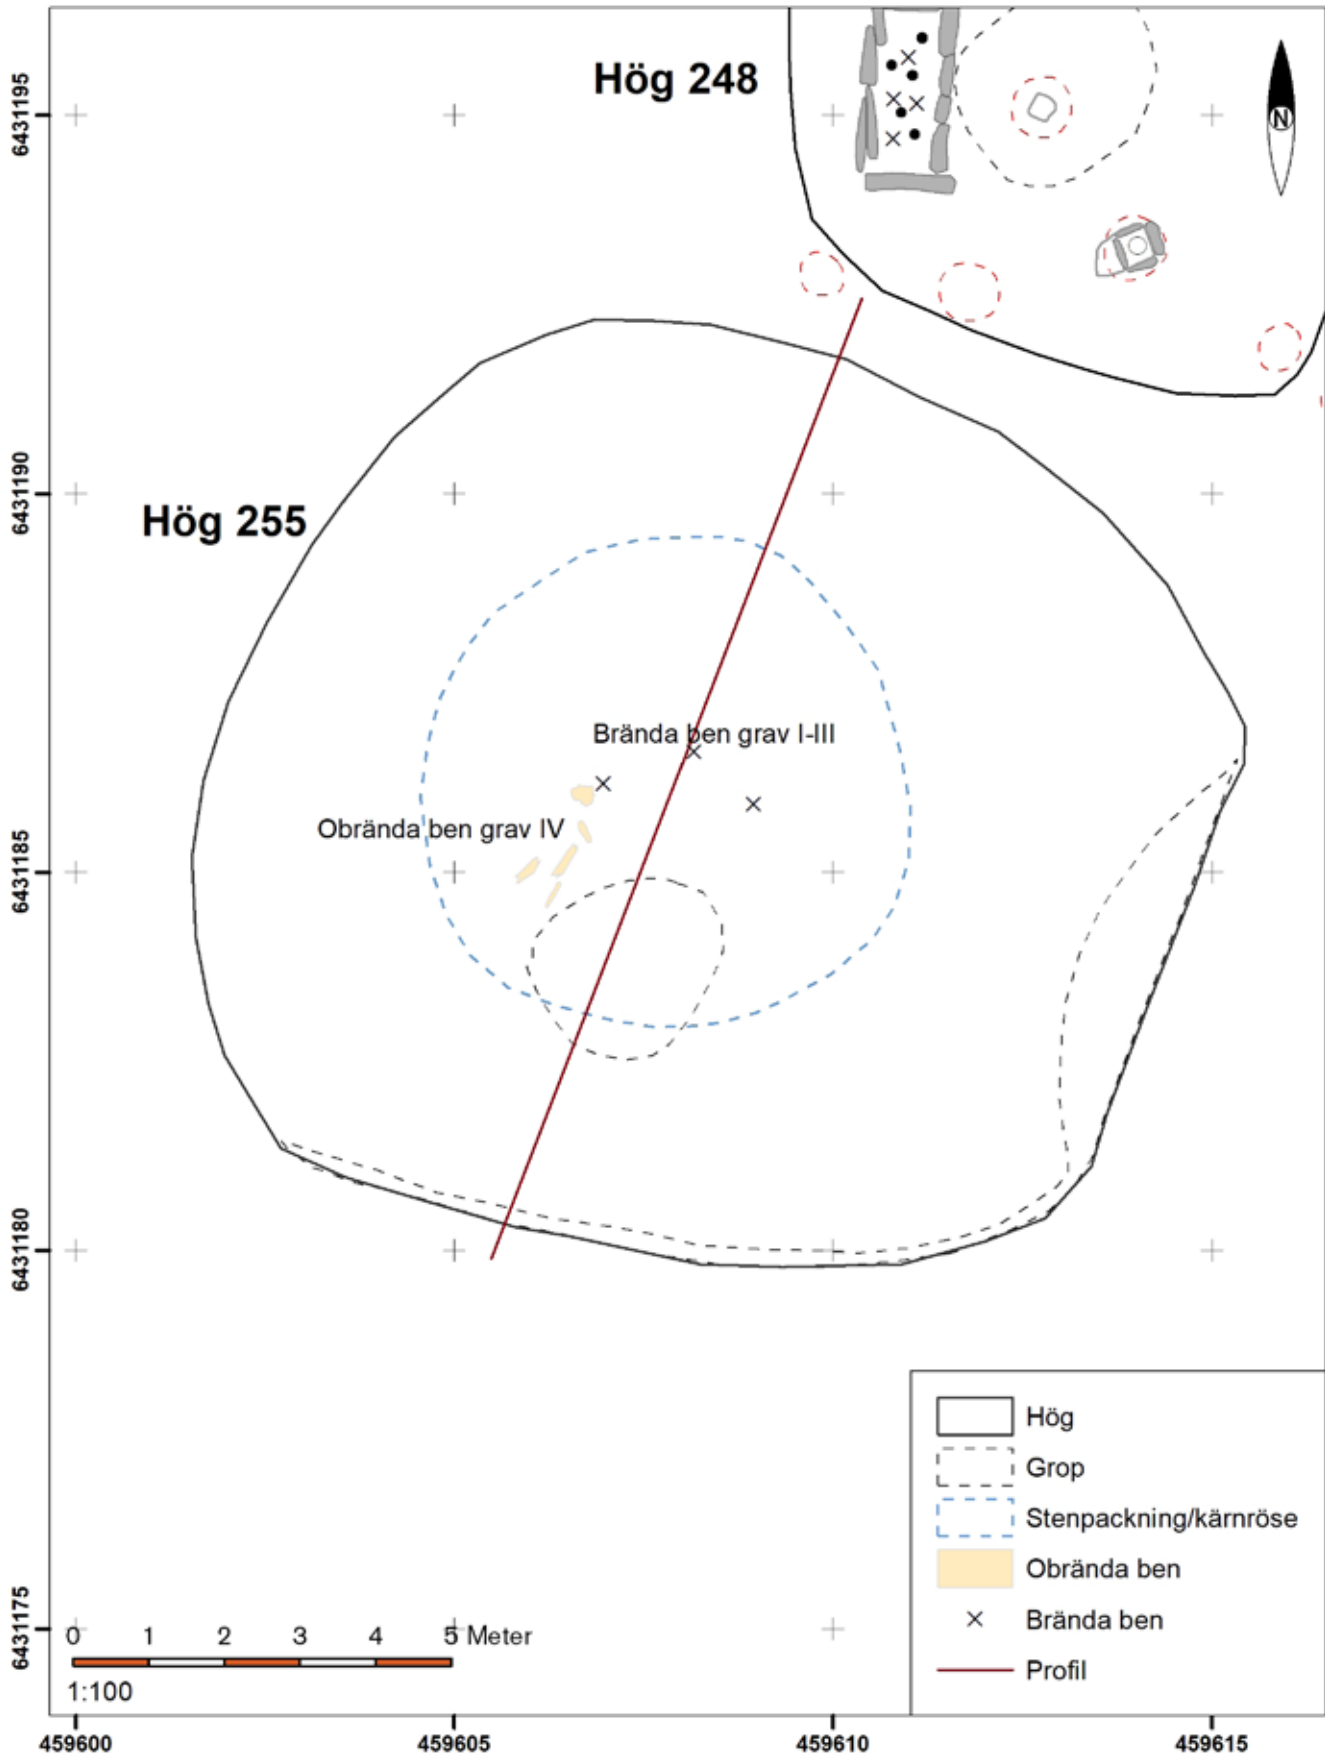 Hög 248
N
6431195
6431190
Hög 255
Brända ben grav I-III
Obrända ben grav IV
6431185
6431180
6431175
Hög
Grop
Stenpackning/kärnröse
Obrända ben
Brända ben
Profil
0 1 2 3 4 5 Meter
1:100
459600 459605 459610 459615